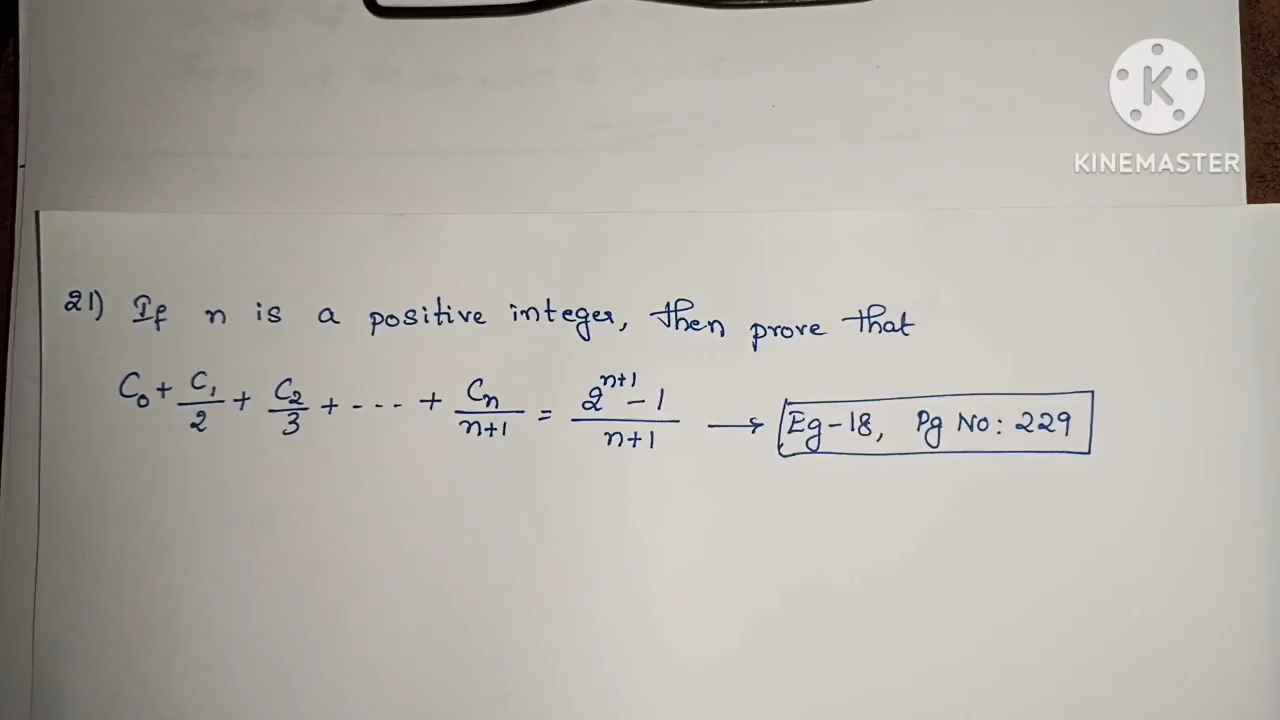 KINEMASTER
21) If n is a positive integer, then prove that
C₀ + C₁/2 + C₂/3 + --- + Cₙ/n+1 = 2ⁿ⁺¹-1/n+1 → Eg-18, Pg No: 229